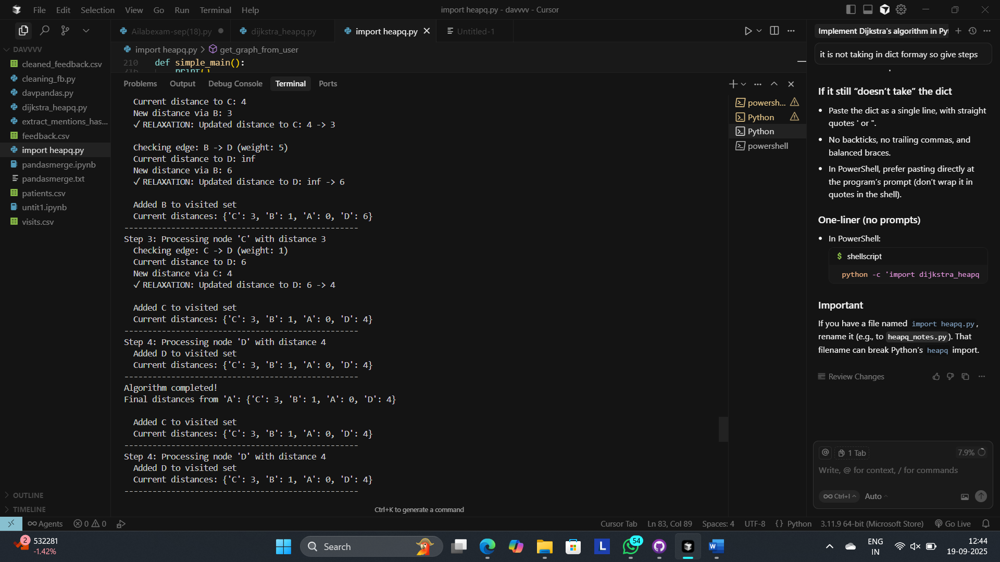 File Edit Selection View Go Run Terminal Help
import heapq.py - davvvv - Cursor
DAVVVV
cleaned_feedback.csv
cleaning_fb.py
davpandas.py
dijkstra_heapq.py
extract_mentions_has...
feedback.csv
import heapq.py
pandasmerge.ipynb
pandasmerge.txt
patients.csv
untit1.ipynb
visits.csv
OUTLINE
TIMELINE
Ailabexam-sep(18).py dijkstra_heapq.py import heapq.py Untitled-1
import heapq.py > get_graph_from_user
210 def simple_main():
Problems Output Debug Console Terminal Ports
Current distance to C: 4
New distance via B: 3
✓ RELAXATION: Updated distance to C: 4 -> 3
Checking edge: B -> D (weight: 5)
Current distance to D: inf
New distance via B: 6
✓ RELAXATION: Updated distance to D: inf -> 6
Added B to visited set
Current distances: {'C': 3, 'B': 1, 'A': 0, 'D': 6}
--------------------------------------------------
Step 3: Processing node 'C' with distance 3
Checking edge: C -> D (weight: 1)
Current distance to D: 6
New distance via C: 4
✓ RELAXATION: Updated distance to D: 6 -> 4
Added C to visited set
Current distances: {'C': 3, 'B': 1, 'A': 0, 'D': 4}
--------------------------------------------------
Step 4: Processing node 'D' with distance 4
Added D to visited set
Current distances: {'C': 3, 'B': 1, 'A': 0, 'D': 4}
--------------------------------------------------
Algorithm completed!
Final distances from 'A': {'C': 3, 'B': 1, 'A': 0, 'D': 4}
Added C to visited set
Current distances: {'C': 3, 'B': 1, 'A': 0, 'D': 4}
--------------------------------------------------
Step 4: Processing node 'D' with distance 4
Added D to visited set
Current distances: {'C': 3, 'B': 1, 'A': 0, 'D': 4}
--------------------------------------------------
Ctrl+K to generate a command
powersh...
Python
Python
powershell
Implement Dijkstra's algorithm in Py
it is not taking in dict formay so give steps
If it still “doesn’t take” the dict
• Paste the dict as a single line, with straight
quotes ' or ".
• No backticks, no trailing commas, and
balanced braces.
• In PowerShell, prefer pasting directly at
the program’s prompt (don’t wrap it in
quotes in the shell).
One-liner (no prompts)
• In PowerShell:
$ shellscript
python -c 'import dijkstra_heapq
Important
If you have a file named import heapq.py,
rename it (e.g., to heapq_notes.py). That
filename can break Python’s heapq import.
Review Changes
@ 1 Tab 7.9%
Write, @ for context, / for commands
Ctrl+I Auto
Agents 0 0
Cursor Tab Ln 83, Col 89 Spaces: 4 UTF-8 {} Python 3.11.9 64-bit (Microsoft Store) Go Live
2 532281
-1.42%
Search
L
54
W
ENG
IN
12:44
19-09-2025